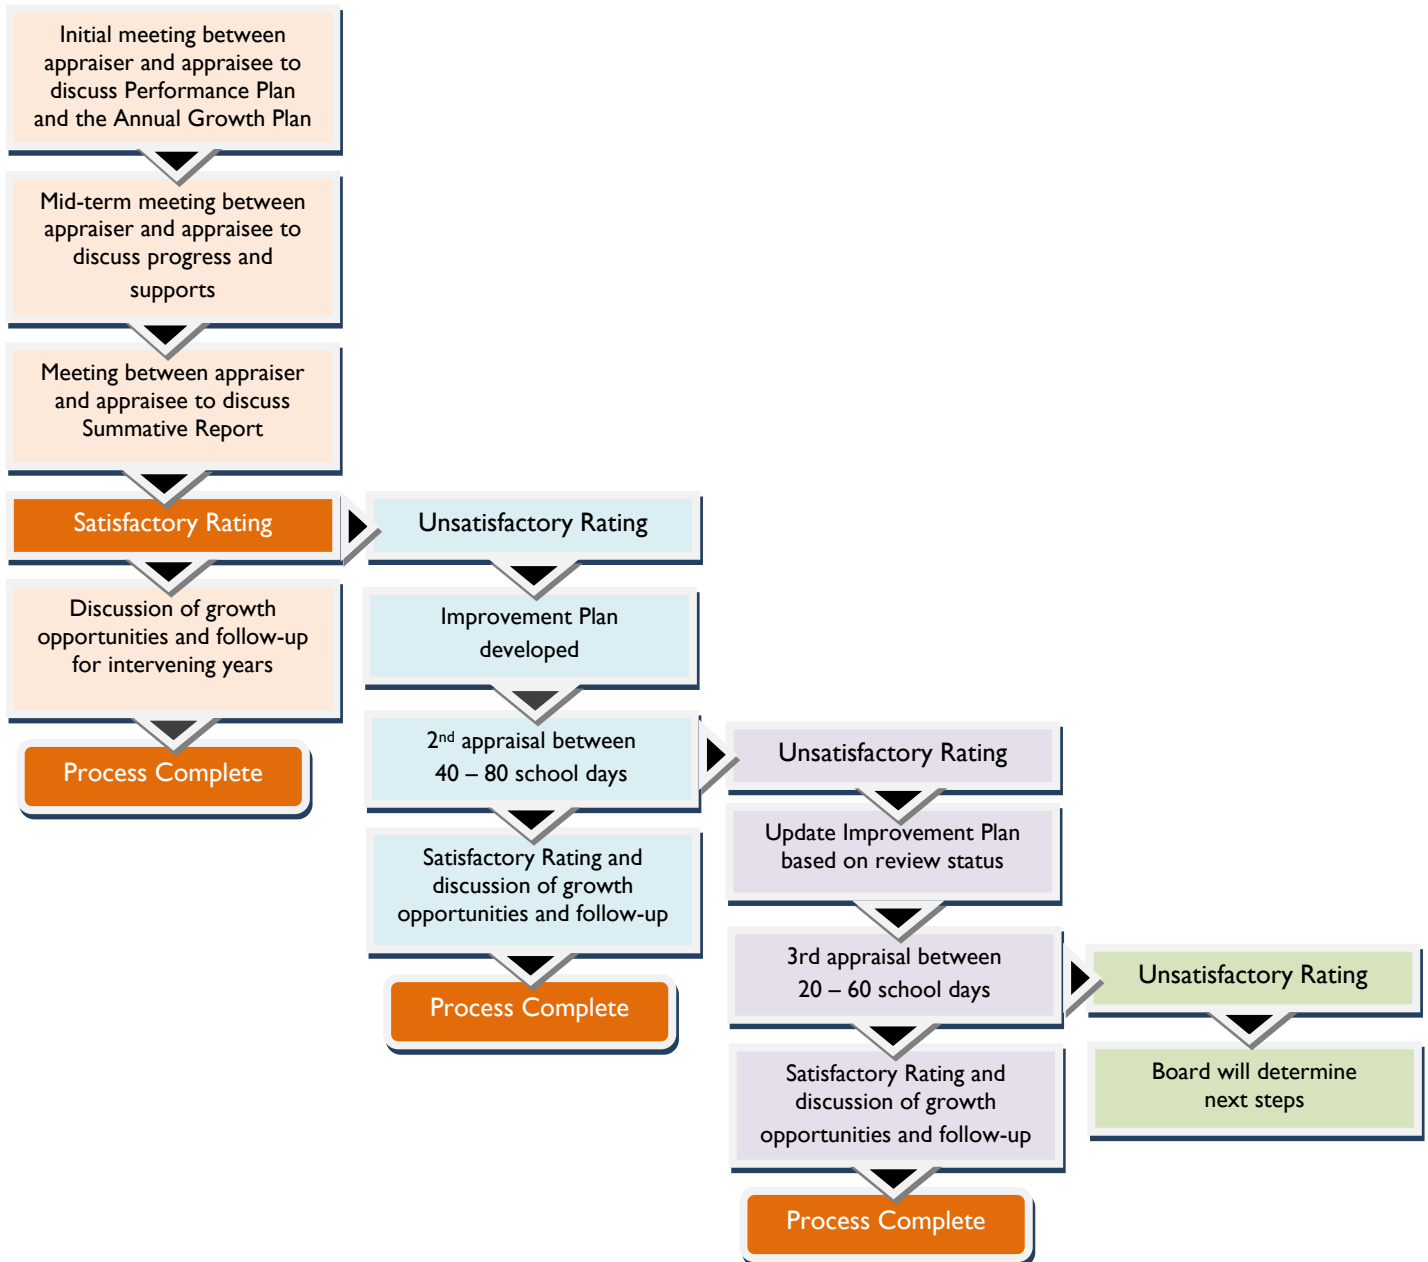 Initial meeting between
appraiser and appraisee to
discuss Performance Plan
and the Annual Growth Plan
Mid-term meeting between
appraiser and appraisee to
discuss progress and
supports
Meeting between appraiser
and appraisee to discuss
Summative Report
Satisfactory Rating
Discussion of growth
opportunities and follow-up
for intervening years
Process Complete
Unsatisfactory Rating
Improvement Plan
developed
2nd appraisal between
40 – 80 school days
Satisfactory Rating and
discussion of growth
opportunities and follow-up
Process Complete
Unsatisfactory Rating
Update Improvement Plan
based on review status
3rd appraisal between
20 – 60 school days
Satisfactory Rating and
discussion of growth
opportunities and follow-up
Process Complete
Unsatisfactory Rating
Board will determine
next steps